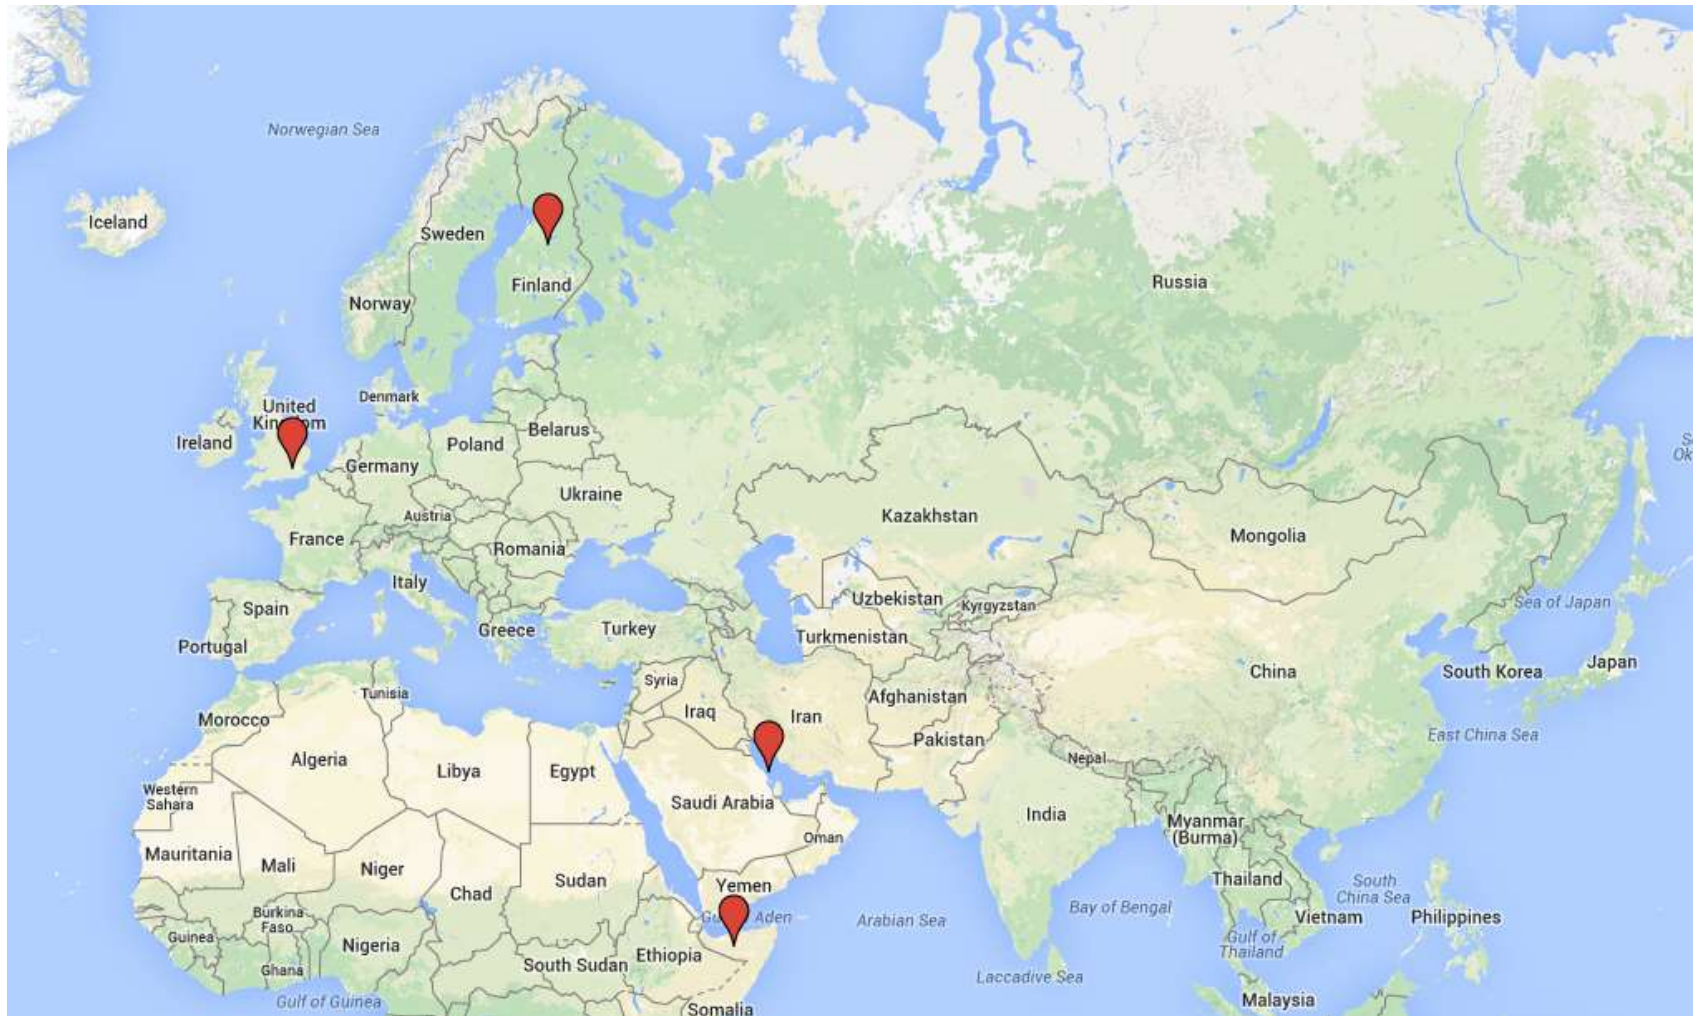 Norwegian Sea
Iceland
Sweden
Finland
Norway
Russia
Denmark
United
Ireland
Poland
Belarus
Germany
Ukraine
Austria
Kazakhstan
Mongolia
France
Romania
Italy
Uzbekistan
Kyrgyzstan
Sea of Japan
Spain
Greece
Turkey
Turkmenistan
Portugal
Japan
South Korea
China
Syria
Tunisia
Afghanistan
Morocco
Iraq
Iran
Pakistan
East China Sea
Nepal
Algeria
Libya
Egypt
Western
Sahara
Saudi Arabia
India
Myanmar
(Burma)
Oman
Mauritania
Mali
Niger
Chad
Sudan
Yemen
Thailand
South
China Sea
Burkina
Faso
Aden
Arabian Sea
Bay of Bengal
Vietnam
Philippines
Guinea
Nigeria
Ethiopia
Gulf of
Thailand
Ghana
South Sudan
Laccadive Sea
Gulf of Guinea
Somalia
Malaysia